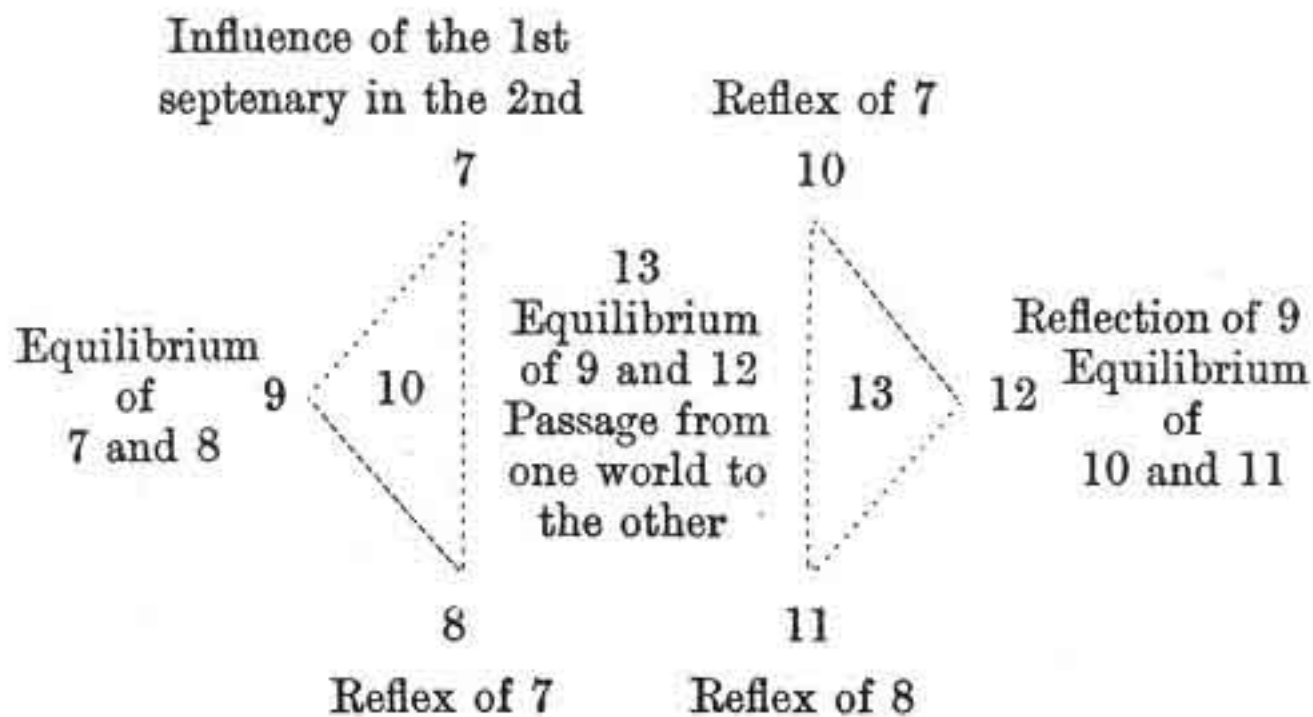 Influence of the 1st
septenary in the 2nd
7
Reflex of 7
10
Equilibrium
of
7 and 8
9
10
13
Equilibrium
of 9 and 12
Passage from
one world to
the other
13
12
Reflection of 9
Equilibrium
of
10 and 11
8
Reflex of 7
11
Reflex of 8